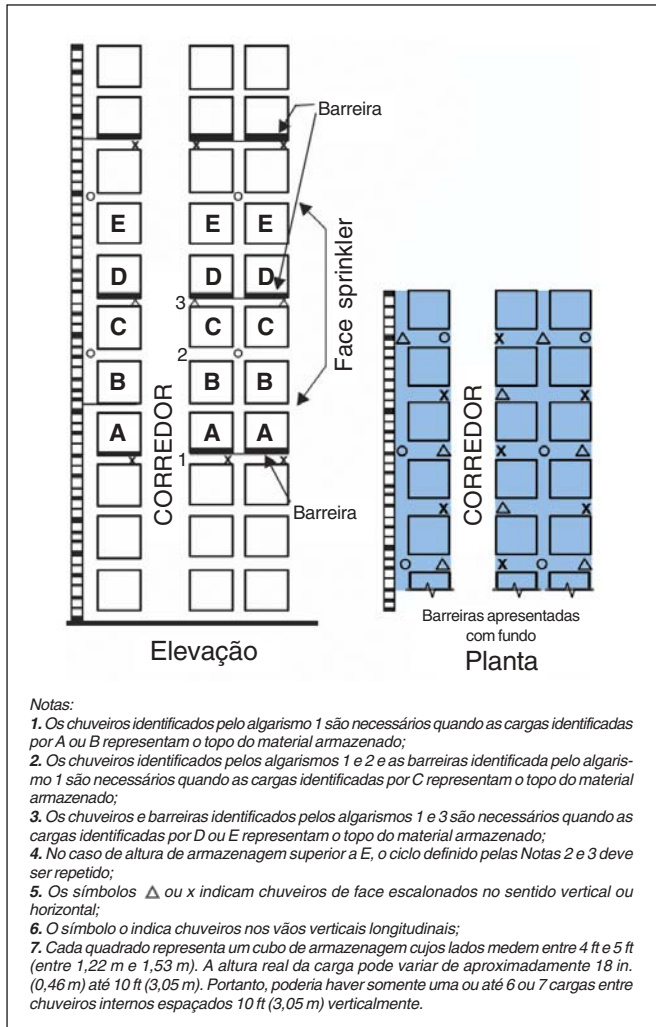 Barreira
E E E
D D D
3
C C C
2
B B B
A A A
1
CORREDOR
Face sprinkler
Barreira
Elevação
CORREDOR
Barreiras apresentadas
com fundo
Planta
Notas:
1. Os chuveiros identificados pelo algarismo 1 são necessários quando as cargas identificadas
por A ou B representam o topo do material armazenado;
2. Os chuveiros identificados pelos algarismos 1 e 2 e as barreiras identificada pelo algaris-
mo 1 são necessários quando as cargas identificadas por C representam o topo do material
armazenado;
3. Os chuveiros e barreiras identificados pelos algarismos 1 e 3 são necessários quando as
cargas identificadas por D ou E representam o topo do material armazenado;
4. No caso de altura de armazenagem superior a E, o ciclo definido pelas Notas 2 e 3 deve
ser repetido;
5. Os símbolos △ ou x indicam chuveiros de face escalonados no sentido vertical ou
horizontal;
6. O símbolo o indica chuveiros nos vãos verticais longitudinais;
7. Cada quadrado representa um cubo de armazenagem cujos lados medem entre 4 ft e 5 ft
(entre 1,22 m e 1,53 m). A altura real da carga pode variar de aproximadamente 18 in.
(0,46 m) até 10 ft (3,05 m). Portanto, poderia haver somente uma ou até 6 ou 7 cargas entre
chuveiros internos espaçados 10 ft (3,05 m) verticalmente.